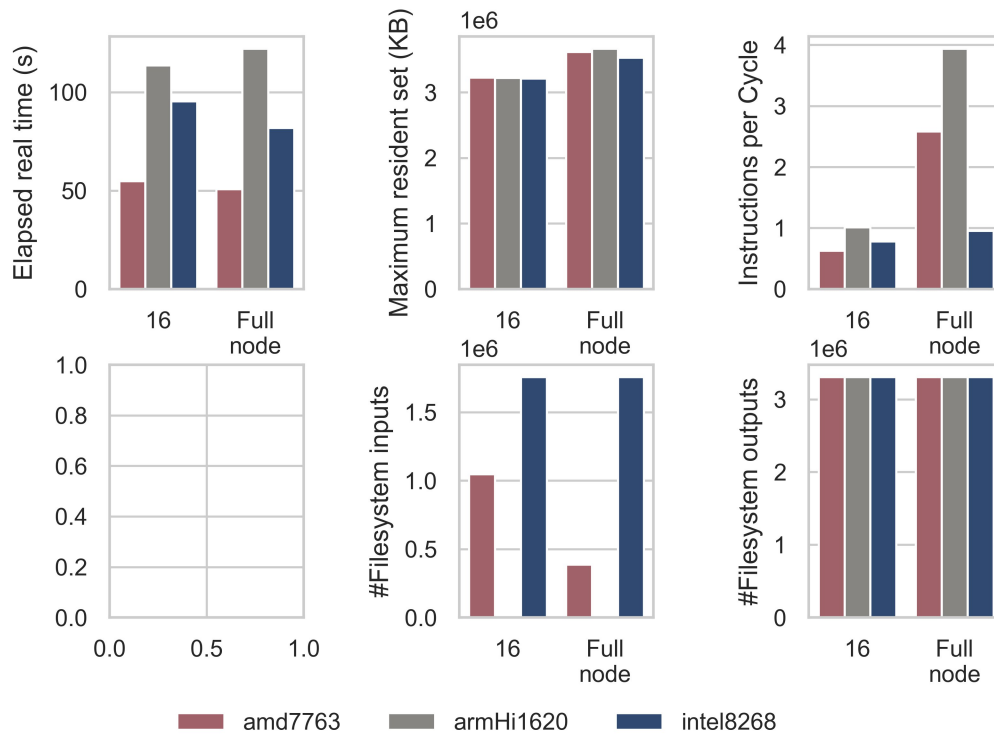 Elapsed real time (s)
100
50
0
16
Full
node
1e6
Maximum resident set (KB)
3
2
1
0
16
Full
node
Instructions per Cycle
4
3
2
1
0
16
Full
node
1.0
0.8
0.6
0.4
0.2
0.0
0.0
0.5
1.0
1e6
#Filesystem inputs
1.5
1.0
0.5
0.0
16
Full
node
1e6
#Filesystem outputs
3
2
1
0
16
Full
node
amd7763
armHi1620
intel8268